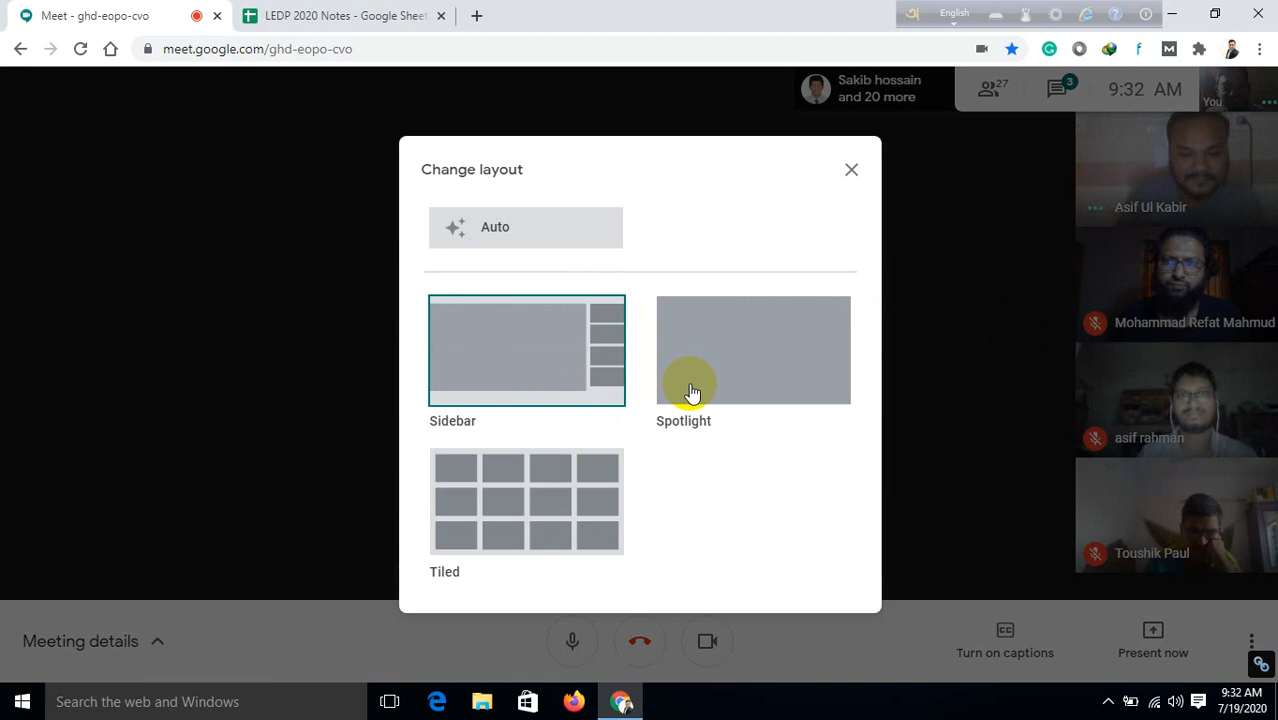 Meet - ghd-eopo-cvo
LEDP 2020 Notes - Google Sheet
English
meet.google.com/ghd-eopo-cvo
Sakib hossain
and 20 more
27
3
9:32 AM
You
Change layout
Auto
Asif Ul Kabir
Mohammad Refat Mahmud
Sidebar
Spotlight
asif rahman
Tiled
Toushik Paul
Meeting details
CC
Turn on captions
Present now
Search the web and Windows
9:32 AM
7/19/2020